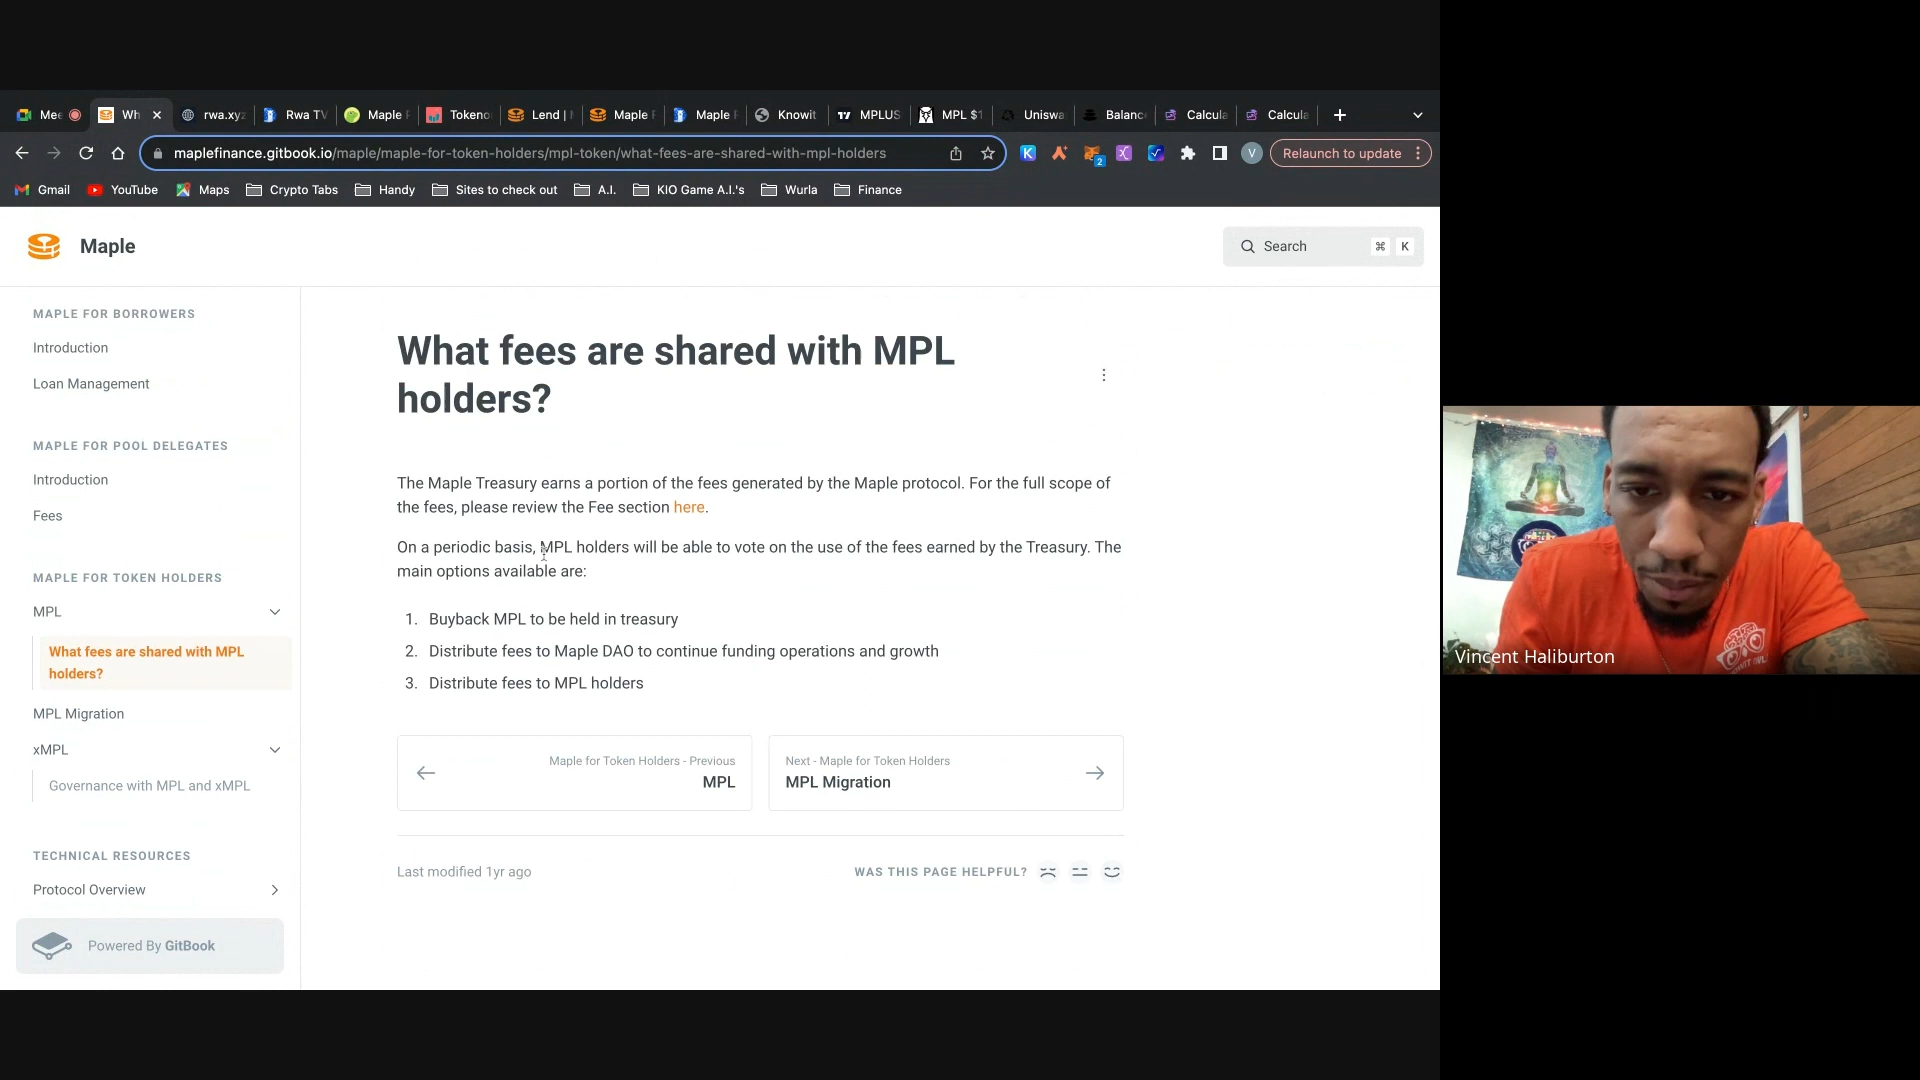 Mee
Wh
rwa.xyz
Rwa TV
Maple F
Tokeno
Lend |
Maple F
Maple F
Knowit
MPLUS
MPL $1
Uniswa
Balanc
Calcula
Calcula
maplefinance.gitbook.io/maple/maple-for-token-holders/mpl-token/what-fees-are-shared-with-mpl-holders
K
2
V
Relaunch to update
Gmail
YouTube
Maps
Crypto Tabs
Handy
Sites to check out
A.I.
KIO Game A.I.'s
Wurla
Finance
Maple
Search
⌘ K
MAPLE FOR BORROWERS
Introduction
Loan Management
MAPLE FOR POOL DELEGATES
Introduction
Fees
MAPLE FOR TOKEN HOLDERS
MPL
What fees are shared with MPL
holders?
MPL Migration
xMPL
Governance with MPL and xMPL
TECHNICAL RESOURCES
Protocol Overview
Powered By GitBook
What fees are shared with MPL
holders?
The Maple Treasury earns a portion of the fees generated by the Maple protocol. For the full scope of
the fees, please review the Fee section here.
On a periodic basis, MPL holders will be able to vote on the use of the fees earned by the Treasury. The
main options available are:
1. Buyback MPL to be held in treasury
2. Distribute fees to Maple DAO to continue funding operations and growth
3. Distribute fees to MPL holders
Maple for Token Holders - Previous
MPL
Next - Maple for Token Holders
MPL Migration
Last modified 1yr ago
WAS THIS PAGE HELPFUL?
Vincent Haliburton